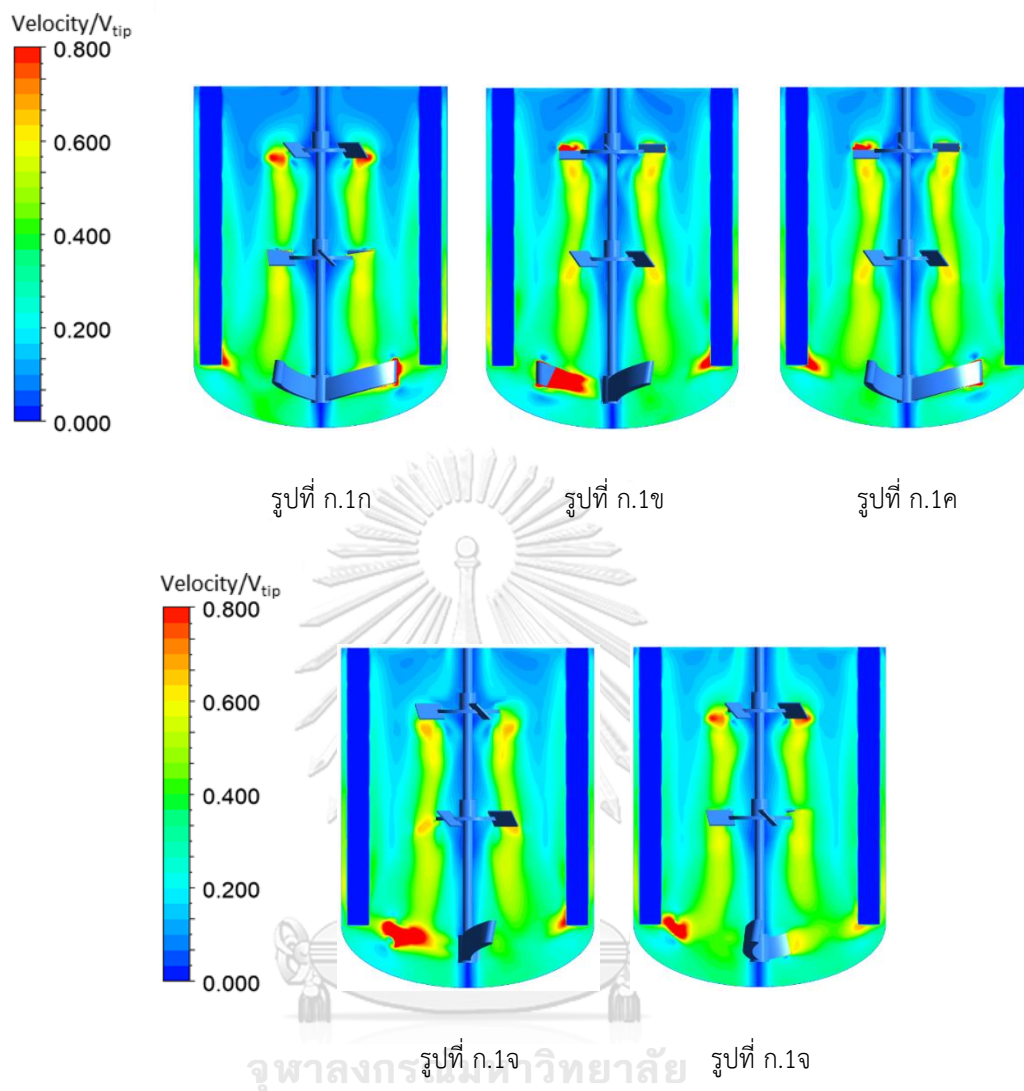 Velocity/Vtip
0.800
0.600
0.400
0.200
0.000
รูปที่ ก.1ก
รูปที่ ก.1ข
รูปที่ ก.1ค
Velocity/Vtip
0.800
0.600
0.400
0.200
0.000
รูปที่ ก.1จ
รูปที่ ก.1จ
จุฬาลงกรณ์มหาวิทยาลัย